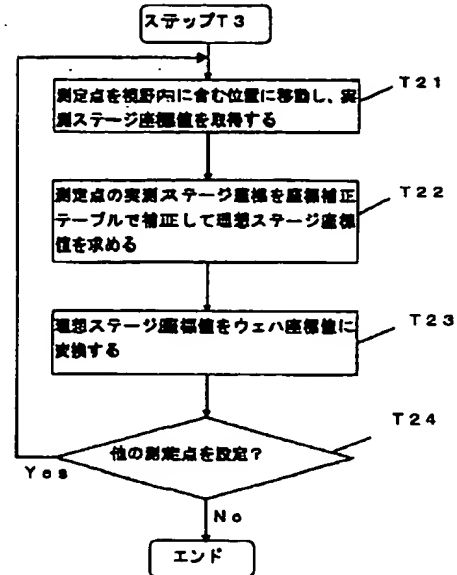 ステップT3
測定点を視野内に含む位置に移動し、実
測ステージ座標値を取得する
T21
測定点の実測ステージ座標を座標補正
テーブルで補正して理想ステージ座標
値を求める
T22
理想ステージ座標値をウェハ座標値に
変換する
T23
他の測定点を設定?
T24
Yes
No
エンド